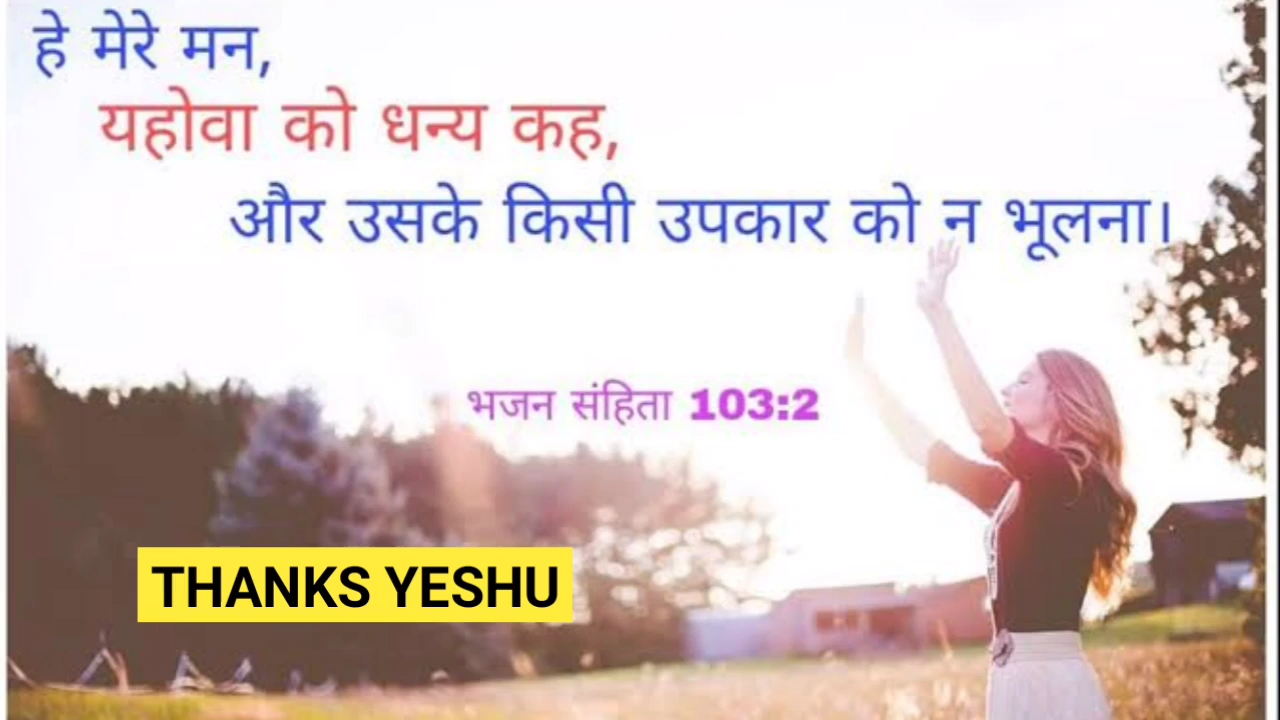 हे मेरे मन,
यहोवा को धन्य कह,
और उसके किसी उपकार को न भूलना।
भजन संहिता 103:2
THANKS YESHU